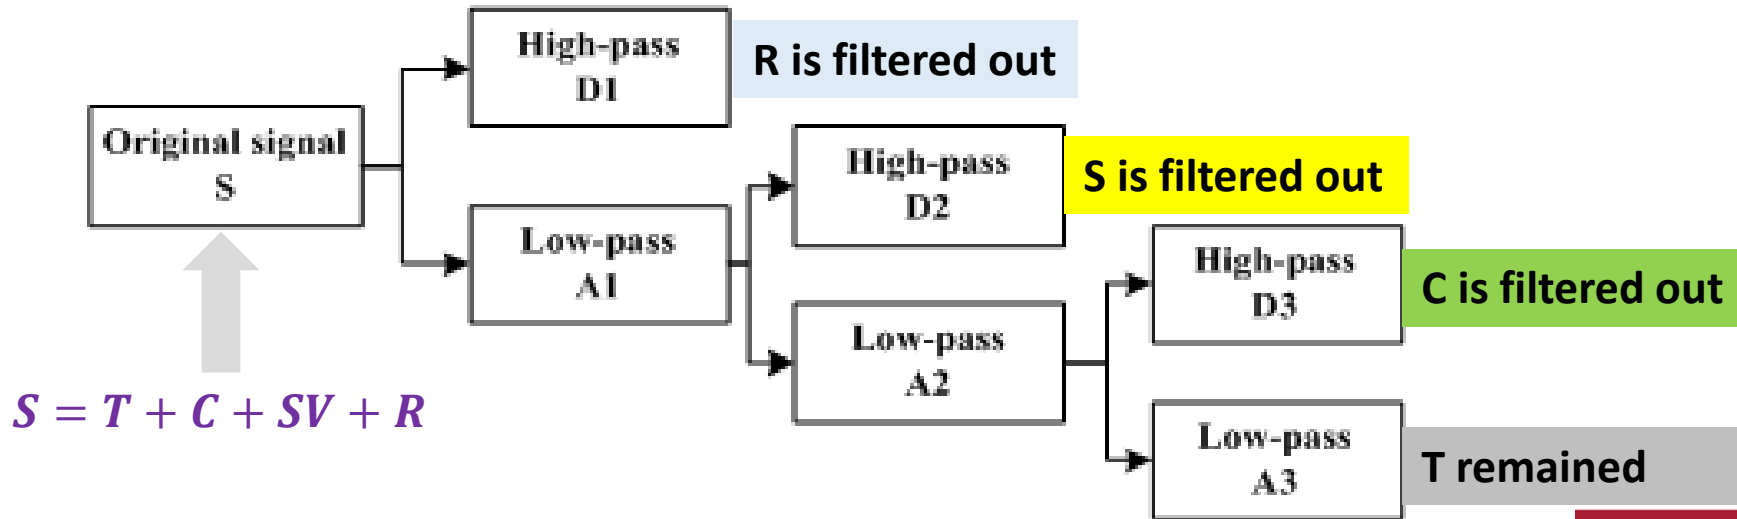 High-pass
D1
R is filtered out
Original signal
S
High-pass
D2
S is filtered out
Low-pass
A1
High-pass
D3
C is filtered out
Low-pass
A2
S = T + C + SV + R
Low-pass
A3
T remained